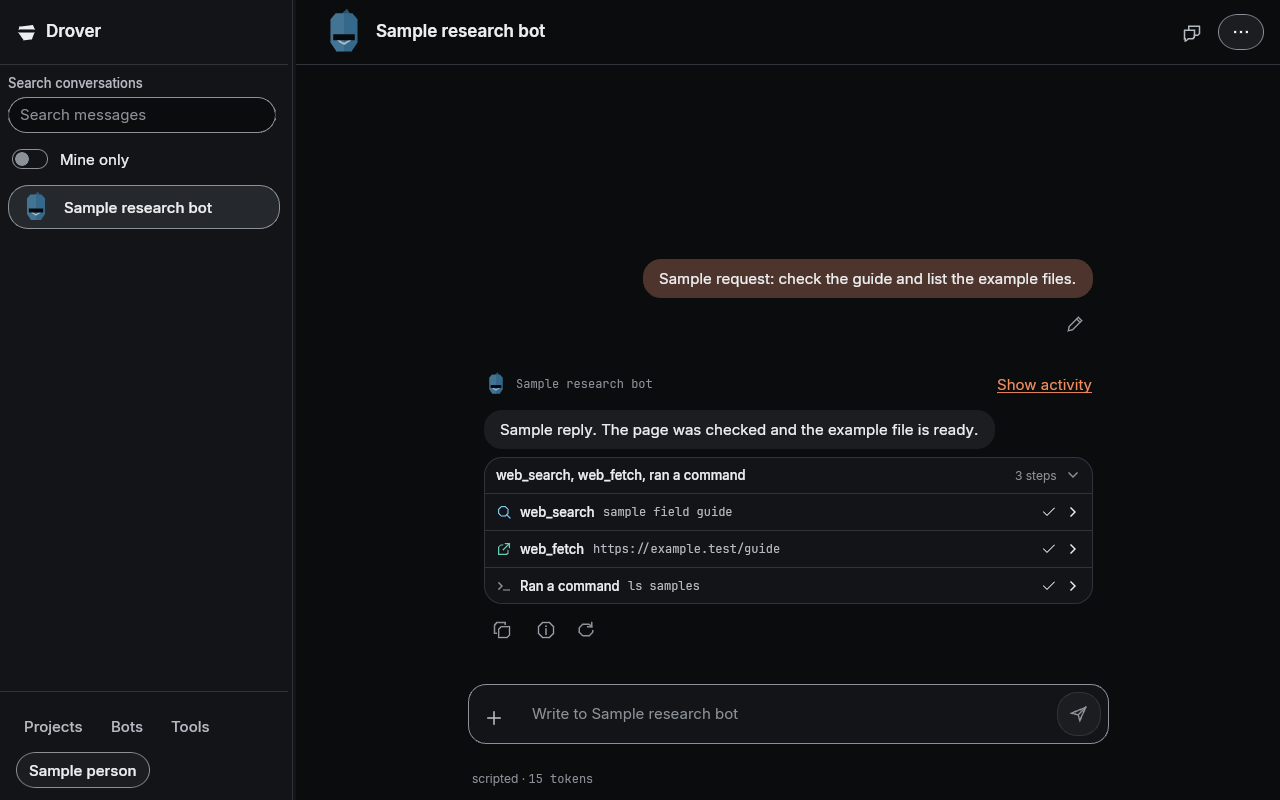 Drover
Search conversations
Search messages
Mine only
Sample research bot
Projects
Bots
Tools
Sample person
Sample research bot
Sample request: check the guide and list the example files.
Sample research bot
Show activity
Sample reply. The page was checked and the example file is ready.
web_search, web_fetch, ran a command
3 steps
web_search sample field guide
web_fetch https://example.test/guide
Ran a command ls samples
Write to Sample research bot
scripted · 15 tokens